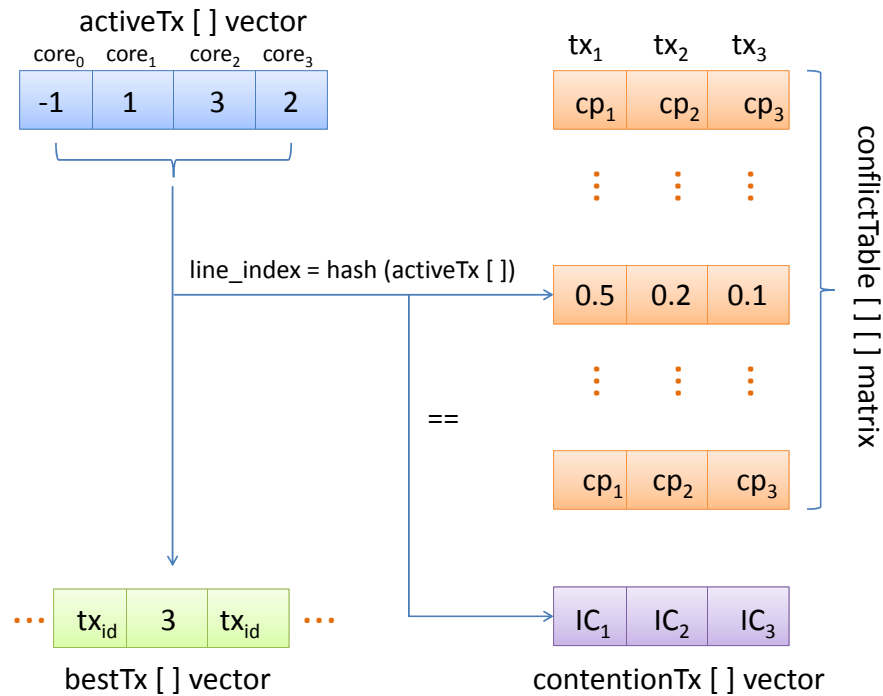 activeTx [ ] vector
core₀ core₁ core₂ core₃
-1 1 3 2
tx₁ tx₂ tx₃
cp₁ cp₂ cp₃
⋮ ⋮ ⋮
line_index = hash (activeTx [ ])
0.5 0.2 0.1
⋮ ⋮ ⋮
==
cp₁ cp₂ cp₃
conflictTable [ ] [ ] matrix
··· tx_id 3 tx_id ···
bestTx [ ] vector
IC₁ IC₂ IC₃
contentionTx [ ] vector